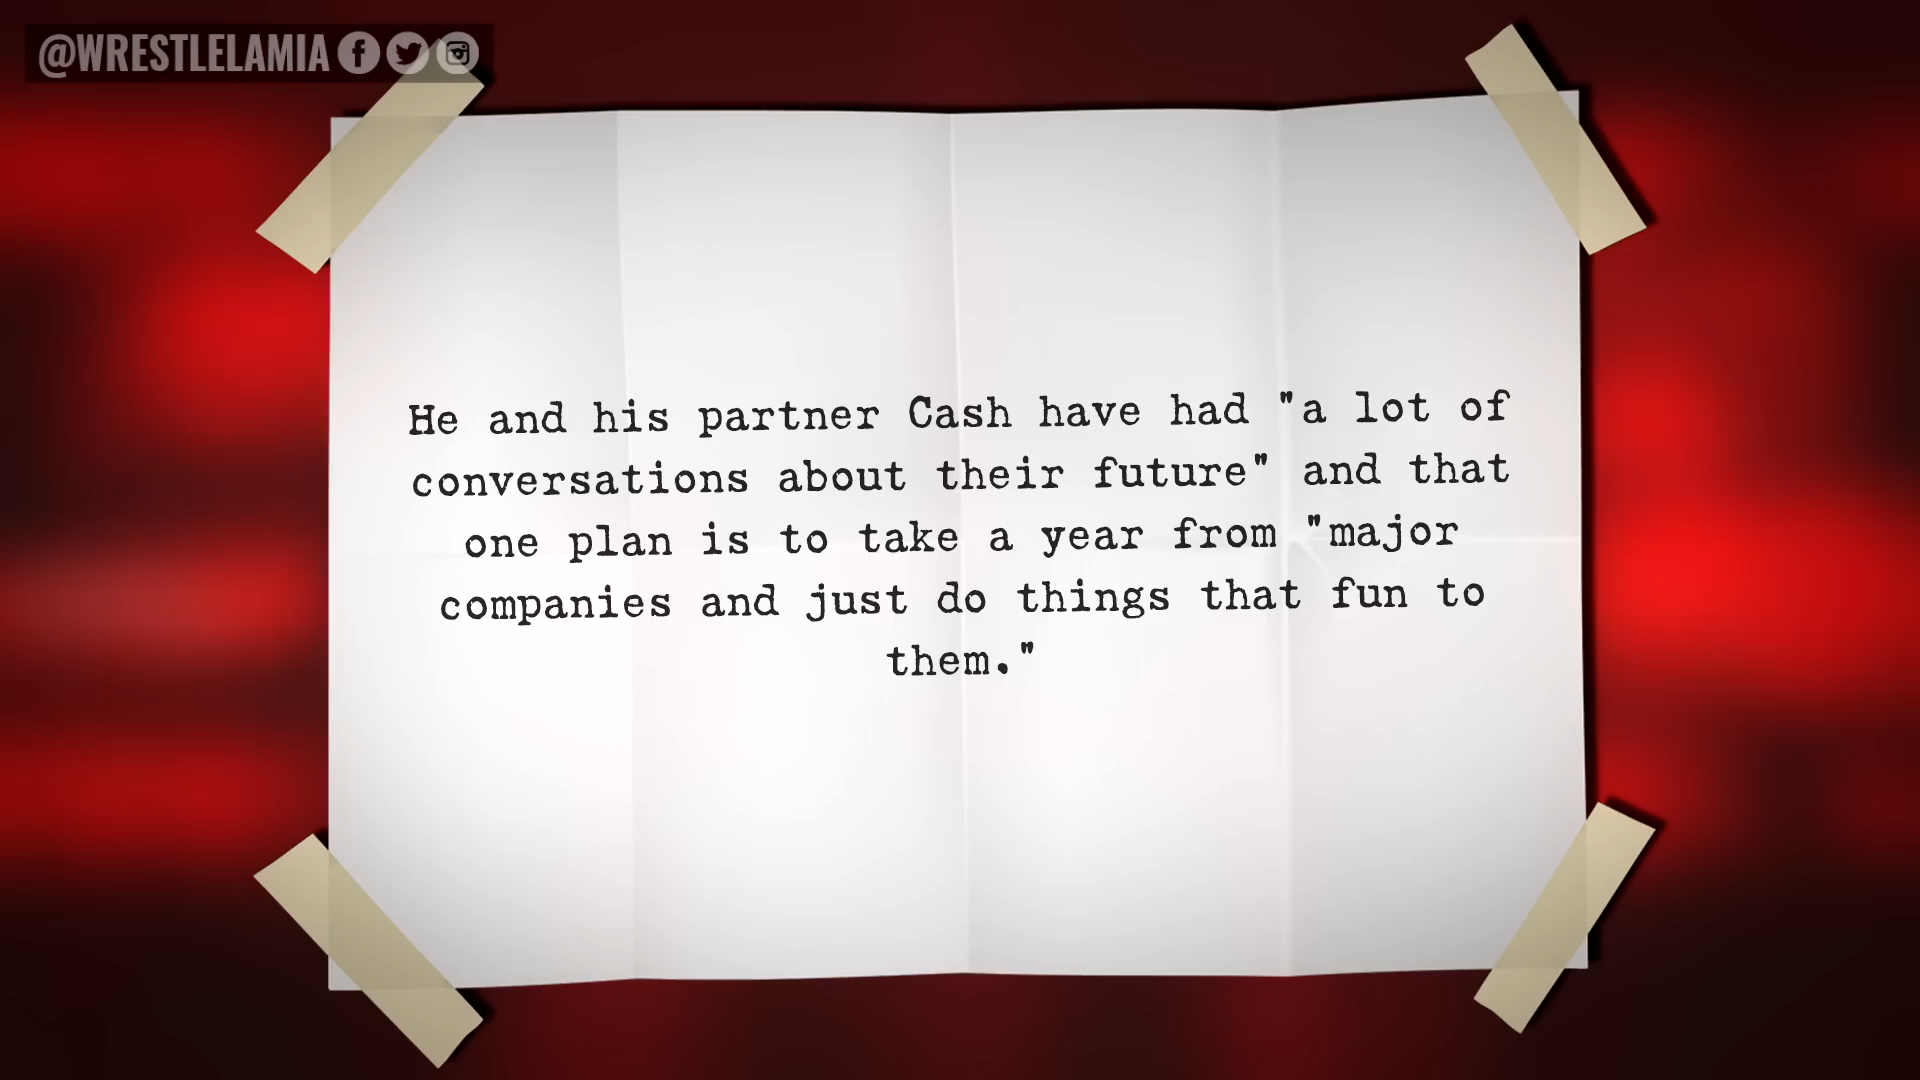 @WRESTLELAMIA
He and his partner Cash have had "a lot of
conversations about their future" and that
one plan is to take a year from "major
companies and just do things that fun to
them."